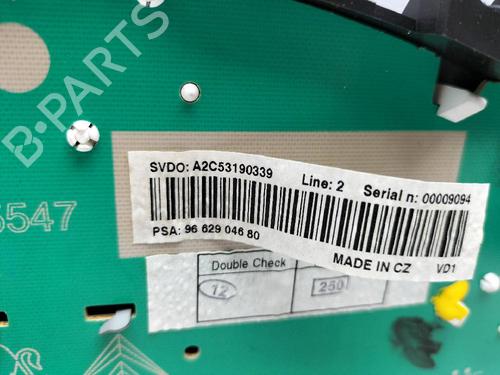 B-PARTS
SVDO: A2C53190339 Line: 2 Serial n: 00009094
PSA: 96 629 046 80 MADE IN CZ VD1
Double Check
12 250
5547